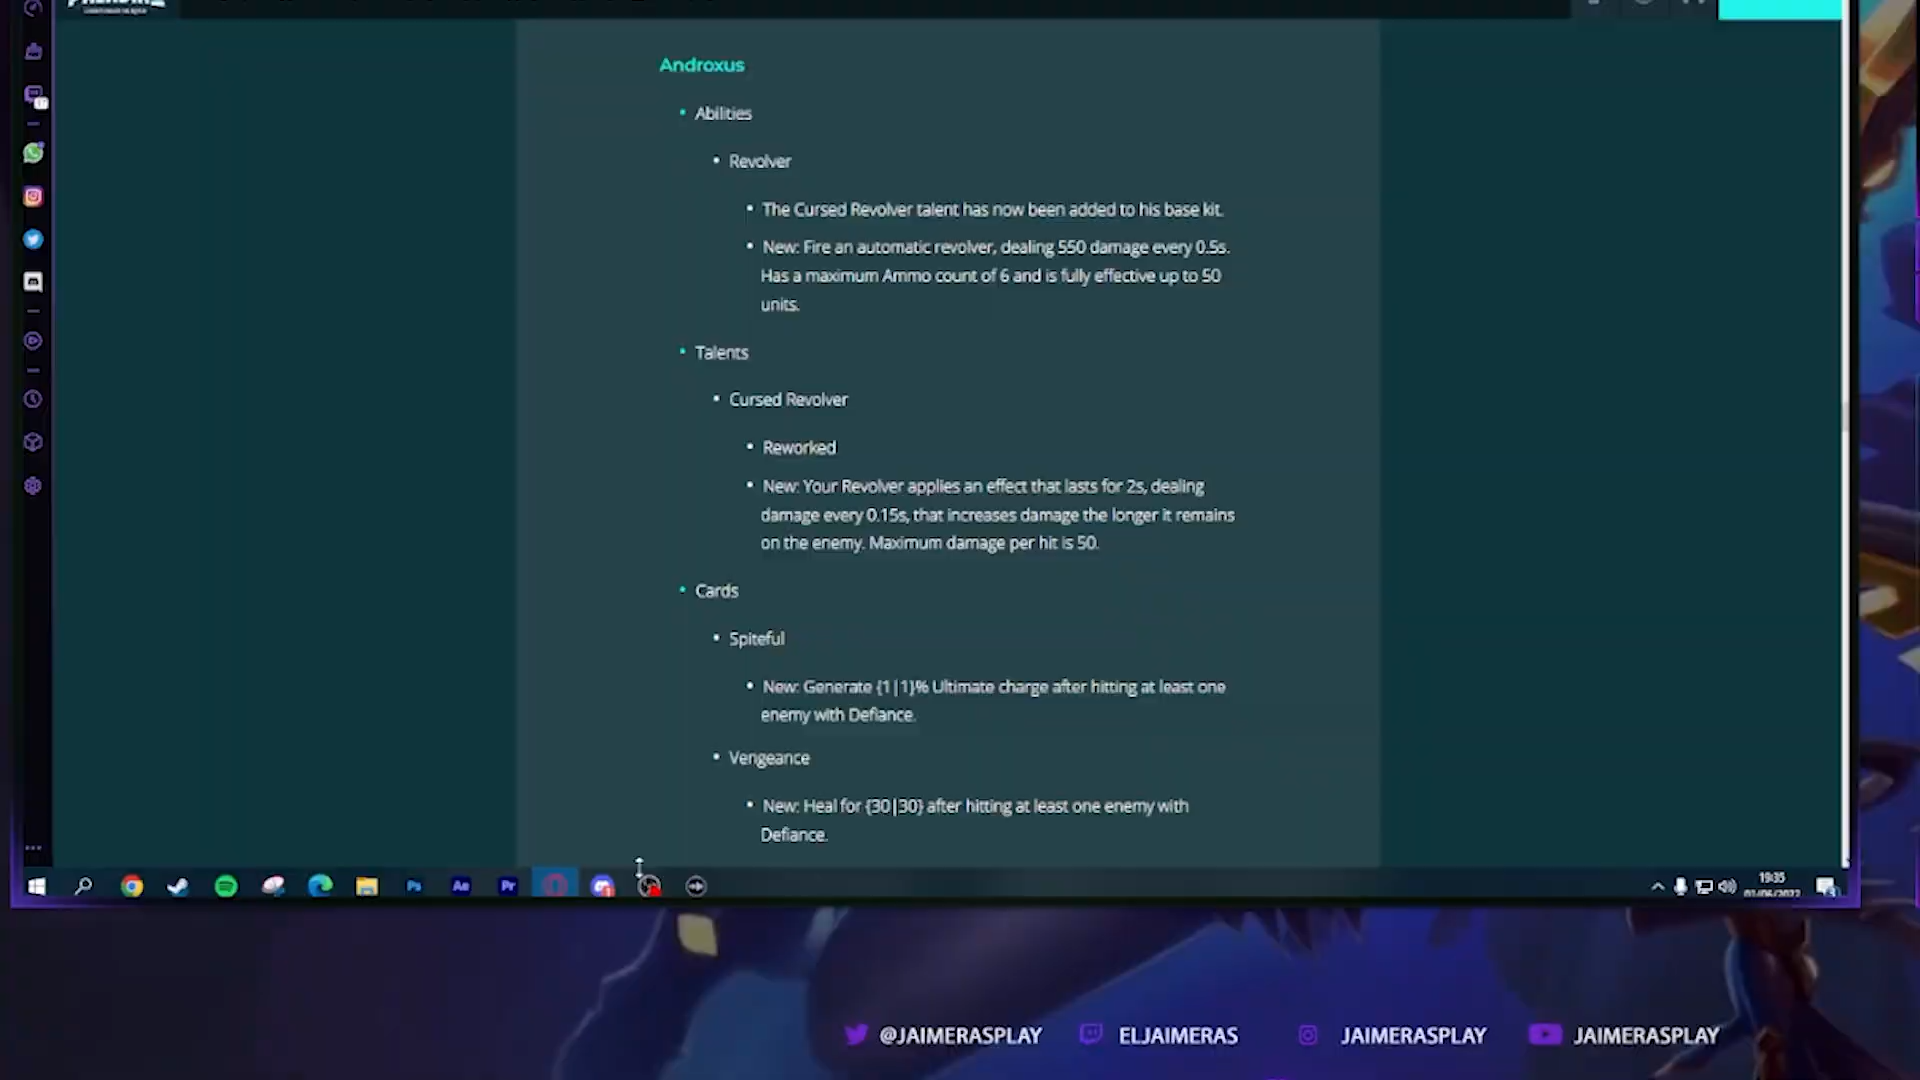 Androxus
Abilities
Revolver
The Cursed Revolver talent has now been added to his base kit.
New: Fire an automatic revolver, dealing 550 damage every 0.5s.
Has a maximum Ammo count of 6 and is fully effective up to 50
units.
Talents
Cursed Revolver
Reworked
New: Your Revolver applies an effect that lasts for 2s, dealing
damage every 0.15s, that increases damage the longer it remains
on the enemy. Maximum damage per hit is 50.
Cards
Spiteful
New: Generate {1|1}% Ultimate charge after hitting at least one
enemy with Defiance.
Vengeance
New: Heal for {30|30} after hitting at least one enemy with
Defiance.
Ps
Ae
Pr
19:35
@JAIMERASPLAY
ELJAIMERAS
JAIMERASPLAY
JAIMERASPLAY